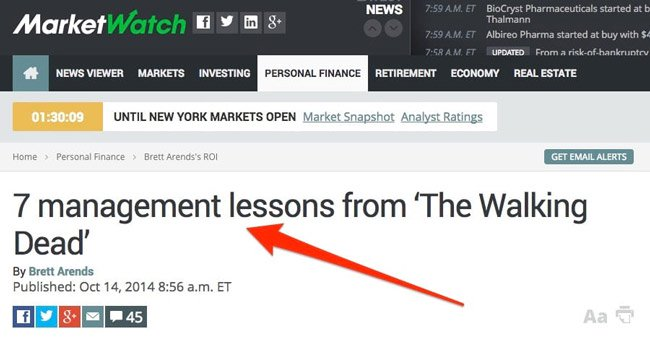 MarketWatch
NEWS
7:59 A.M. ET BioCryst Pharmaceuticals started at
Thalmann
7:59 A.M. ET Albireo Pharma started at buy with $4
7:58 A.M. ET UPDATED From a risk-of-bankruptcy
NEWS VIEWER MARKETS INVESTING PERSONAL FINANCE RETIREMENT ECONOMY REAL ESTATE
01:30:09 UNTIL NEW YORK MARKETS OPEN Market Snapshot Analyst Ratings
Home > Personal Finance > Brett Arends's ROI GET EMAIL ALERTS
7 management lessons from ‘The Walking
Dead’
By Brett Arends
Published: Oct 14, 2014 8:56 a.m. ET
45 Aa